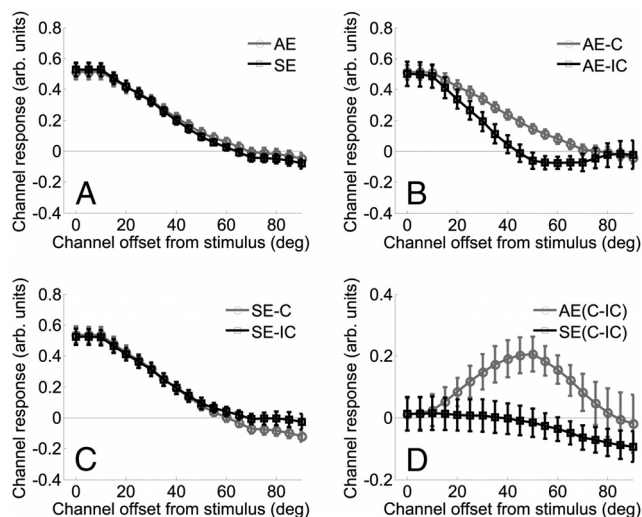 Channel response (arb. units)
0.8
0.6
0.4
0.2
0
-0.2
-0.4
AE
SE
A
0 20 40 60 80
Channel offset from stimulus (deg)
Channel response (arb. units)
0.8
0.6
0.4
0.2
0
-0.2
-0.4
AE-C
AE-IC
B
0 20 40 60 80
Channel offset from stimulus (deg)
Channel response (arb. units)
0.8
0.6
0.4
0.2
0
-0.2
-0.4
SE-C
SE-IC
C
0 20 40 60 80
Channel offset from stimulus (deg)
Channel response (arb. units)
0.4
0.2
0
-0.2
AE(C-IC)
SE(C-IC)
D
0 20 40 60 80
Channel offset from stimulus (deg)